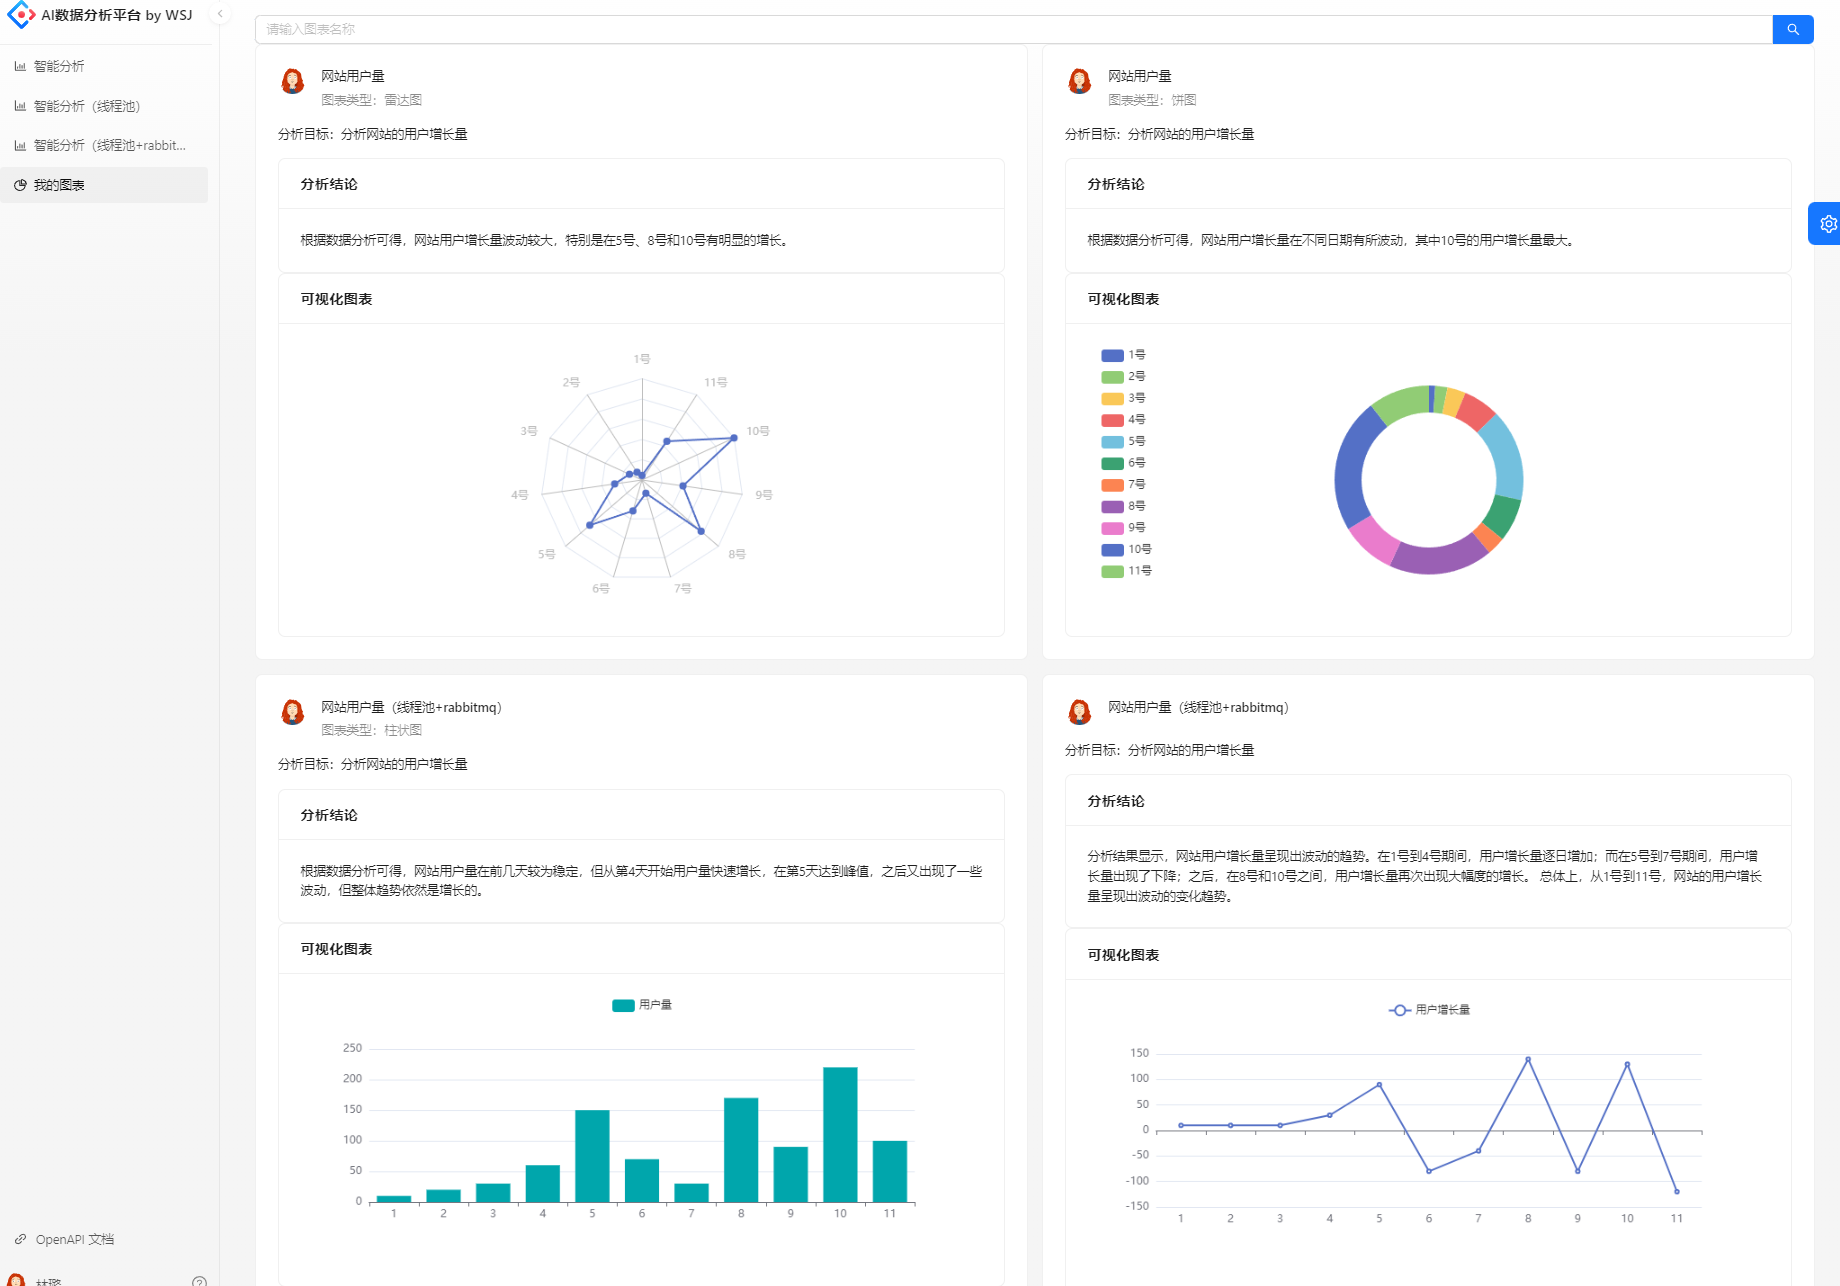 AI数据分析平台 by WSJ
智能分析
智能分析（线程池）
智能分析（线程池+rabbit...
我的图表
OpenAPI 文档
请输入图表名称
网站用户量
图表类型：雷达图
分析目标：分析网站的用户增长量
分析结论
根据数据分析可得，网站用户增长量波动较大，特别是在5号、8号和10号有明显的增长。
可视化图表
1号
2号
11号
3号
10号
4号
9号
5号
8号
6号
7号
网站用户量
图表类型：饼图
分析目标：分析网站的用户增长量
分析结论
根据数据分析可得，网站用户增长量在不同日期有所波动，其中10号的用户增长量最大。
可视化图表
1号
2号
3号
4号
5号
6号
7号
8号
9号
10号
11号
网站用户量（线程池+rabbitmq）
图表类型：柱状图
分析目标：分析网站的用户增长量
分析结论
根据数据分析可得，网站用户量在前几天较为稳定，但从第4天开始用户量快速增长，在第5天达到峰值，之后又出现了一些
波动，但整体趋势依然是增长的。
可视化图表
用户量
250
200
150
100
50
0
1 2 3 4 5 6 7 8 9 10 11
网站用户量（线程池+rabbitmq）
分析目标：分析网站的用户增长量
分析结论
分析结果显示，网站用户增长量呈现出波动的趋势。在1号到4号期间，用户增长量逐日增加；而在5号到7号期间，用户增
长量出现了下降；之后，在8号和10号之间，用户增长量再次出现大幅度的增长。 总体上，从1号到11号，网站的用户增长
量呈现出波动的变化趋势。
可视化图表
用户增长量
150
100
50
0
-50
-100
-150
1 2 3 4 5 6 7 8 9 10 11